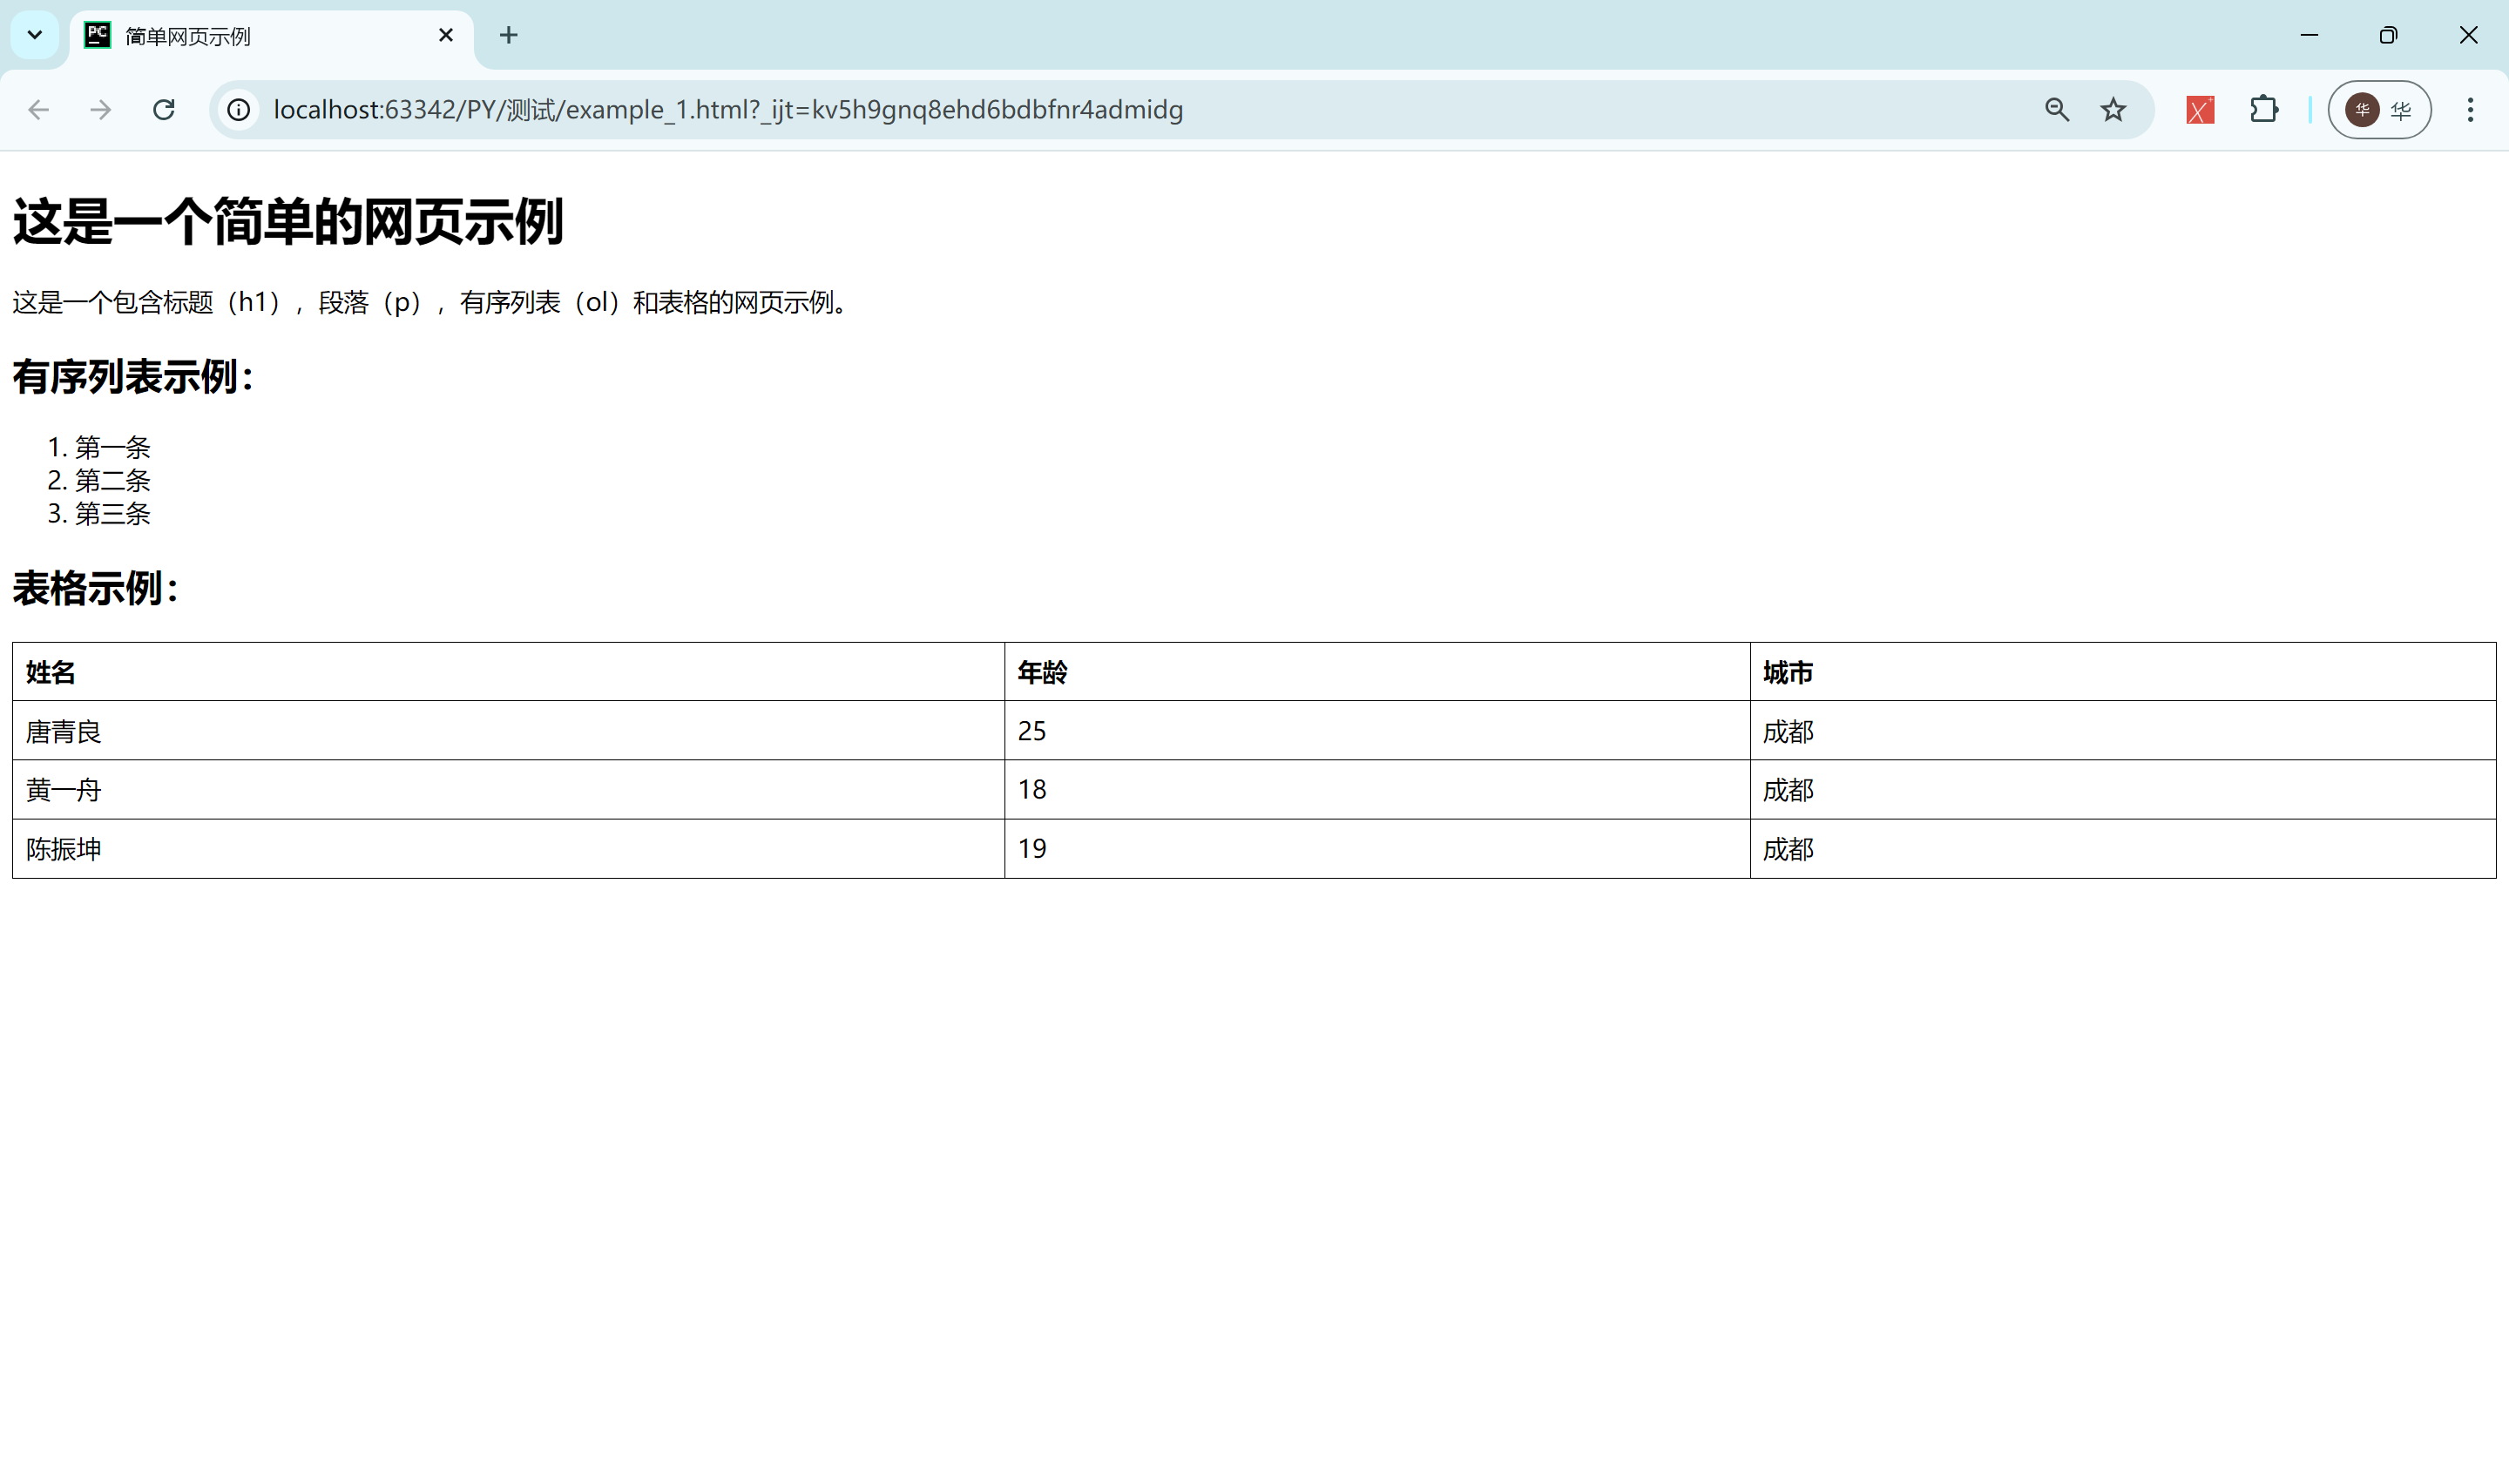 PC 简单网页示例
localhost:63342/PY/测试/example_1.html?_ijt=kv5h9gnq8ehd6bdbfnr4admidg 华 华
这是一个简单的网页示例
这是一个包含标题（h1），段落（p），有序列表（ol）和表格的网页示例。
有序列表示例：
1. 第一条
2. 第二条
3. 第三条
表格示例：
姓名 年龄 城市
唐青良 25 成都
黄一舟 18 成都
陈振坤 19 成都